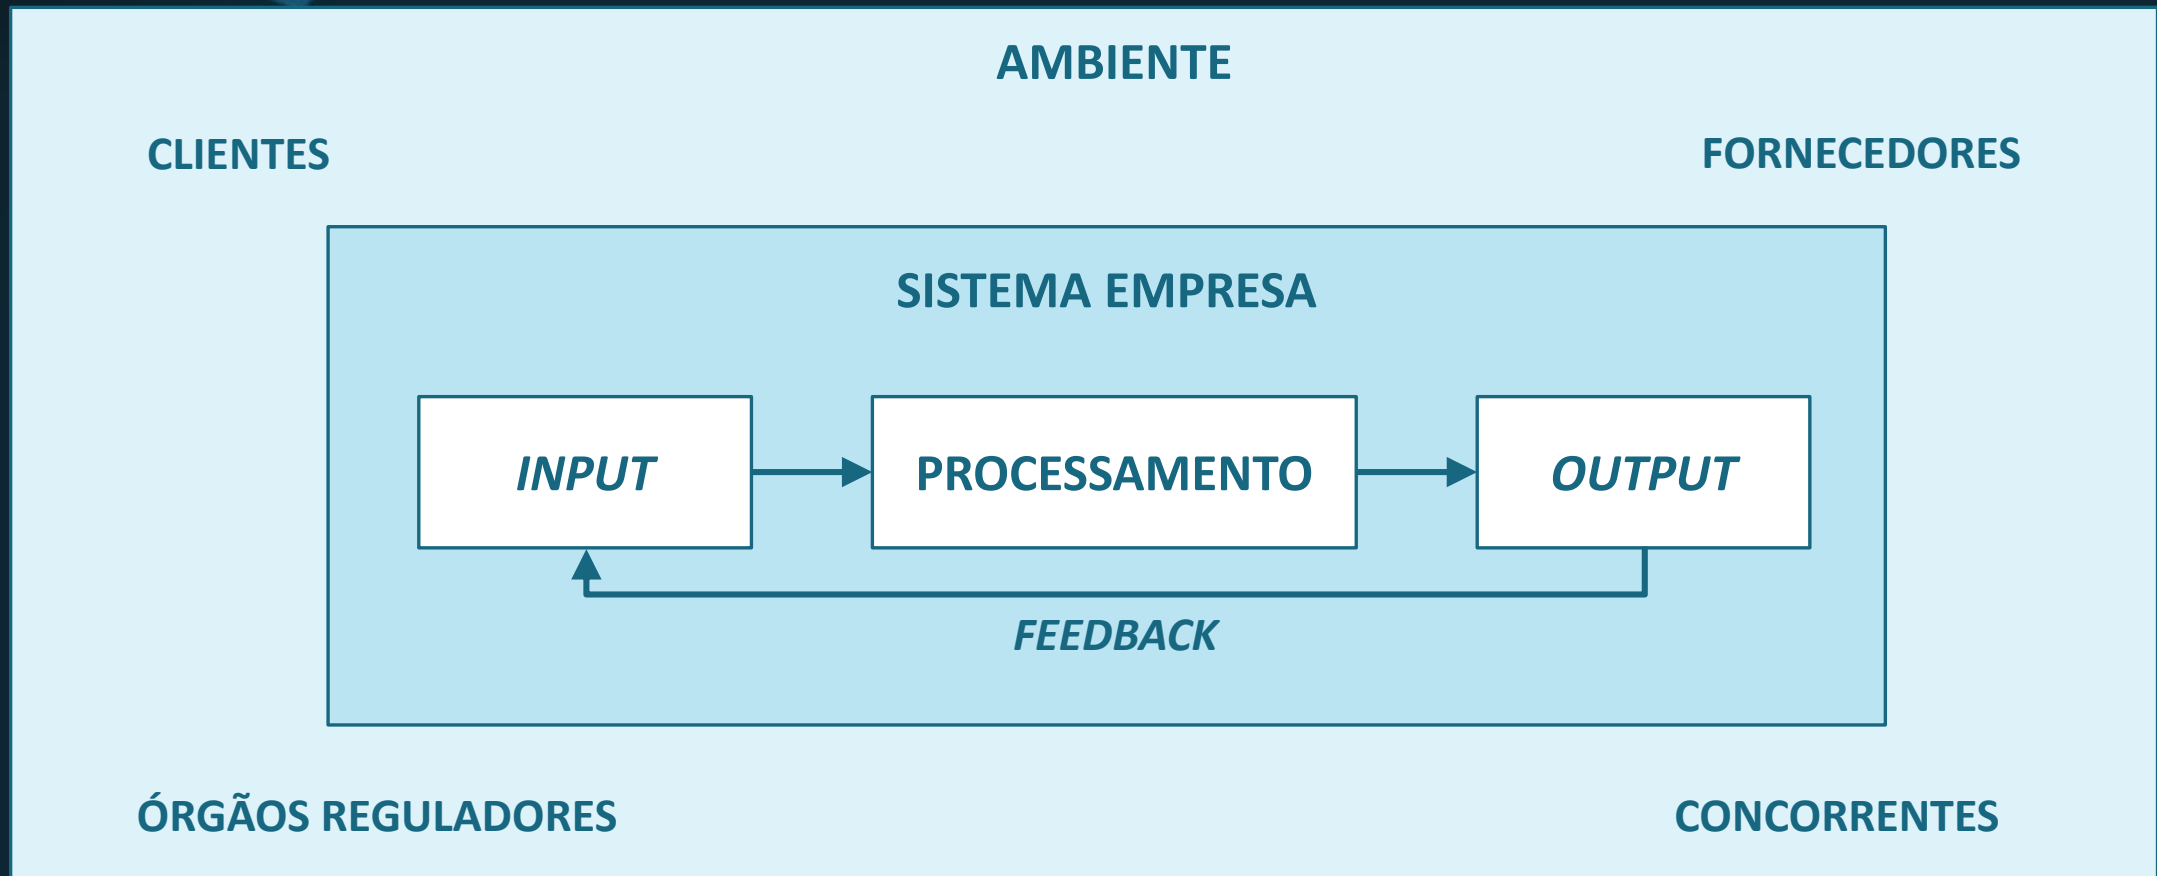 AMBIENTE
CLIENTES
FORNECEDORES
SISTEMA EMPRESA
INPUT
PROCESSAMENTO
OUTPUT
FEEDBACK
ÓRGÃOS REGULADORES
CONCORRENTES